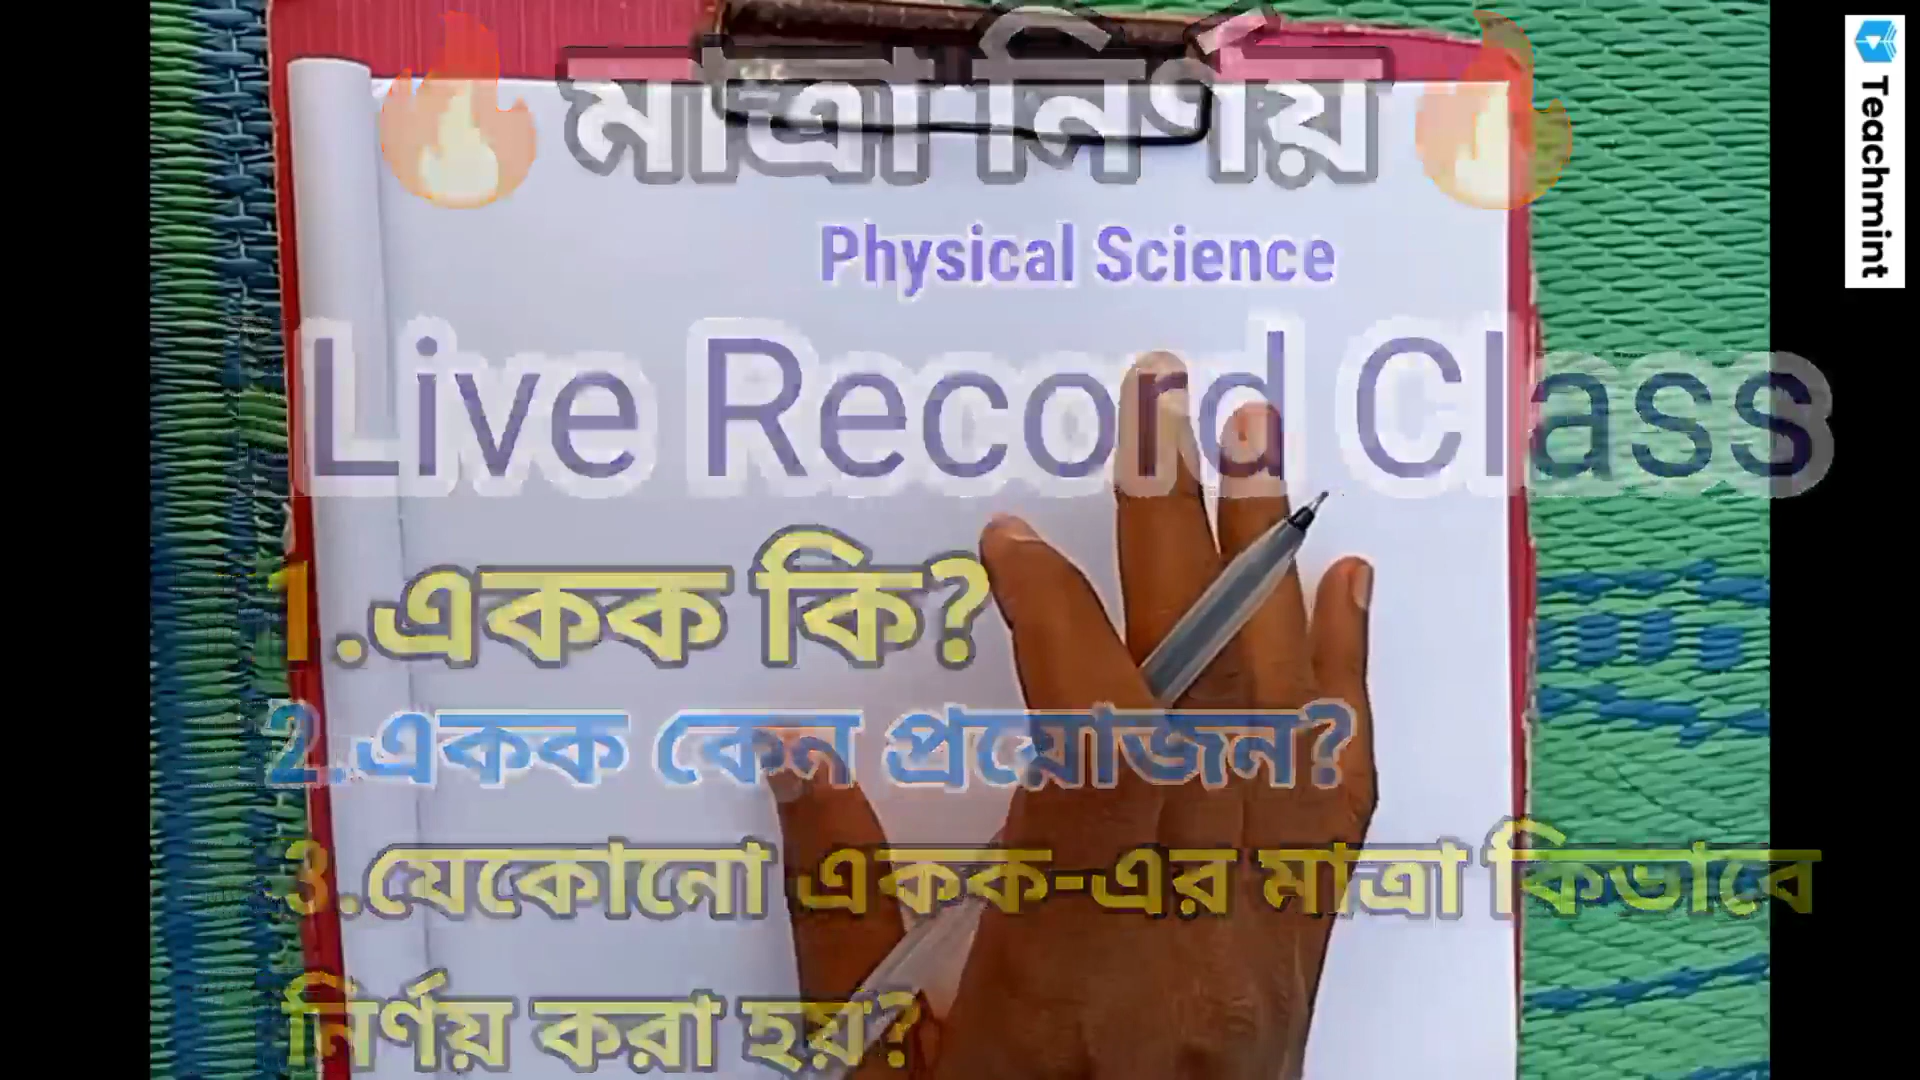 মাত্রা নির্ণয়
Physical Science
Live Record Class
1.একক কি?
2.একক কেন প্রয়োজন?
3.যেকোনো একক-এর মাত্রা কিভাবে
নির্ণয় করা হয়?
Teachmint